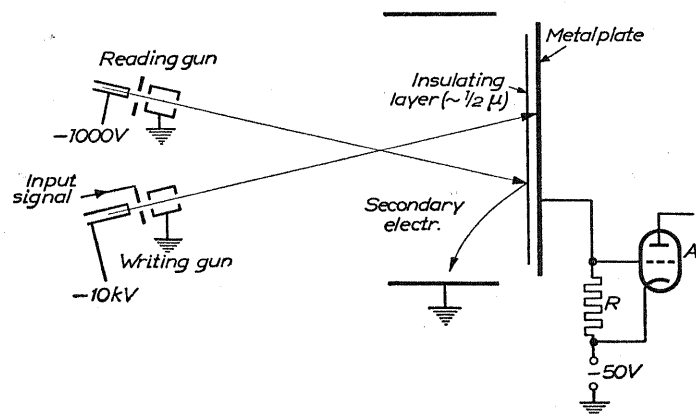 Reading gun
-1000V
Input
signal
Writing gun
-10kV
Metal plate
Insulating
layer (~ 1/2 μ)
Secondary
electr.
A
R
-50V